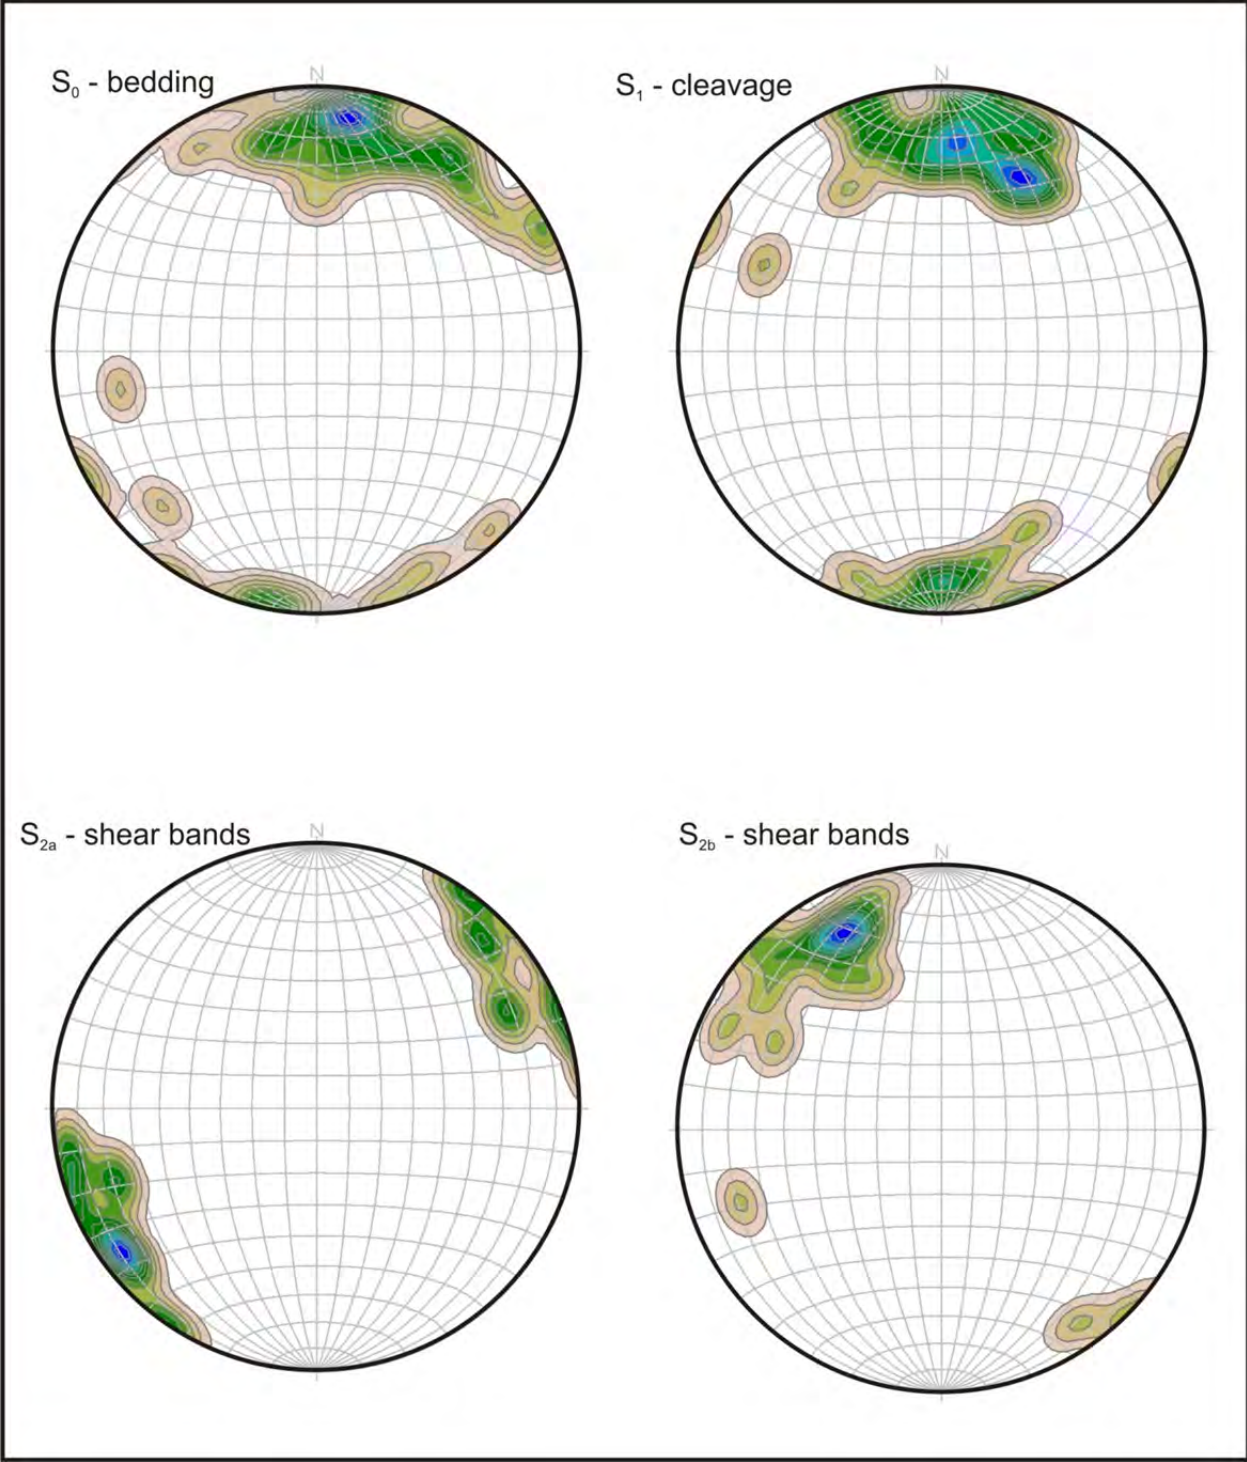 N
S₀ - bedding
N
S₁ - cleavage
N
S₂ₐ - shear bands
N
S₂b - shear bands